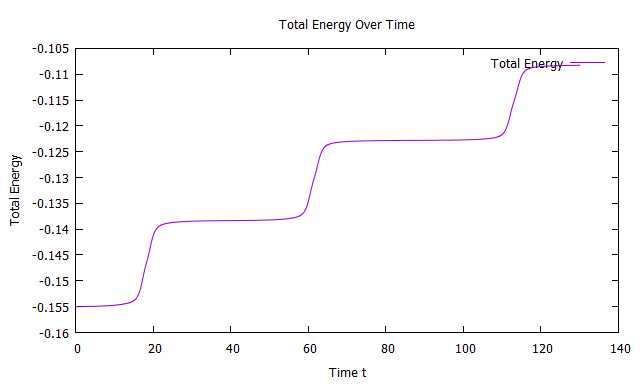 Total Energy Over Time
Total Energy
-0.105
-0.11
-0.115
-0.12
-0.125
-0.13
-0.135
-0.14
-0.145
-0.15
-0.155
-0.16
Total Energy
0 20 40 60 80 100 120 140
Time t